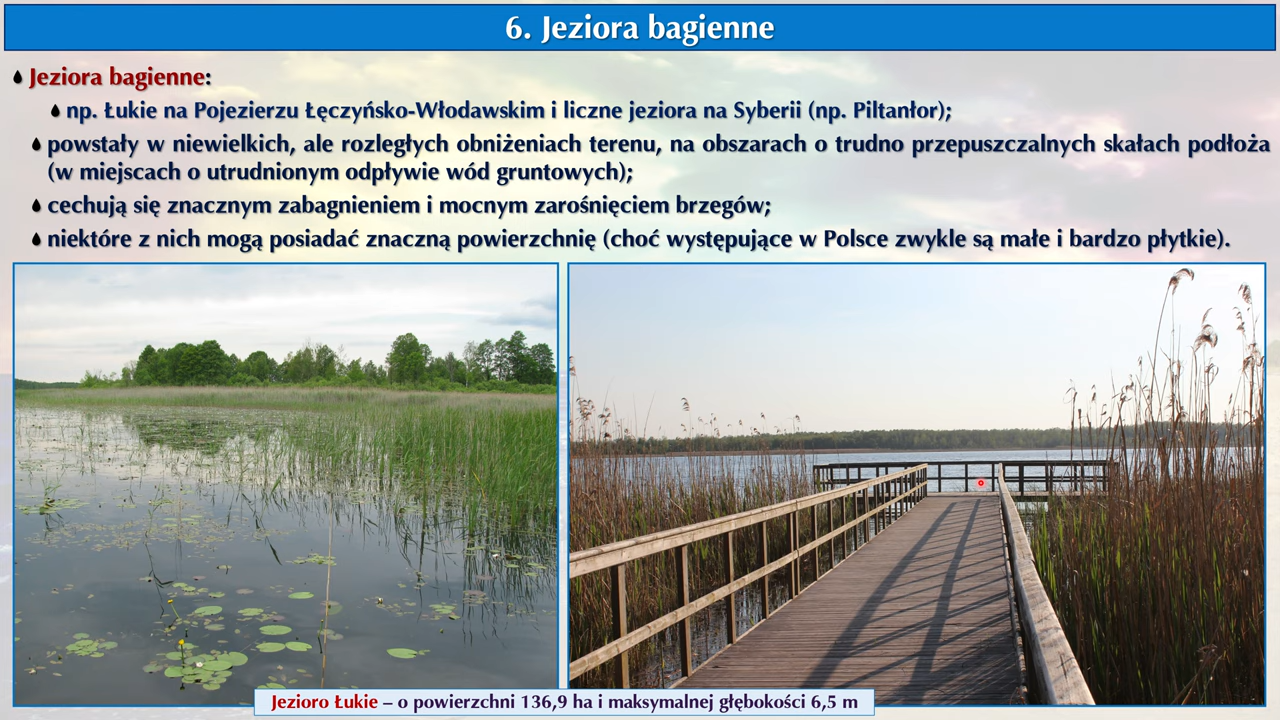 6. Jeziora bagienne
Jeziora bagienne:
np. Łukie na Pojezierzu Łęczyńsko-Włodawskim i liczne jeziora na Syberii (np. Piltanłor);
powstały w niewielkich, ale rozległych obniżeniach terenu, na obszarach o trudno przepuszczalnych skałach podłoża
(w miejscach o utrudnionym odpływie wód gruntowych);
cechują się znacznym zabagnieniem i mocnym zarośnięciem brzegów;
niektóre z nich mogą posiadać znaczną powierzchnię (choć występujące w Polsce zwykle są małe i bardzo płytkie).
Jezioro Łukie – o powierzchni 136,9 ha i maksymalnej głębokości 6,5 m